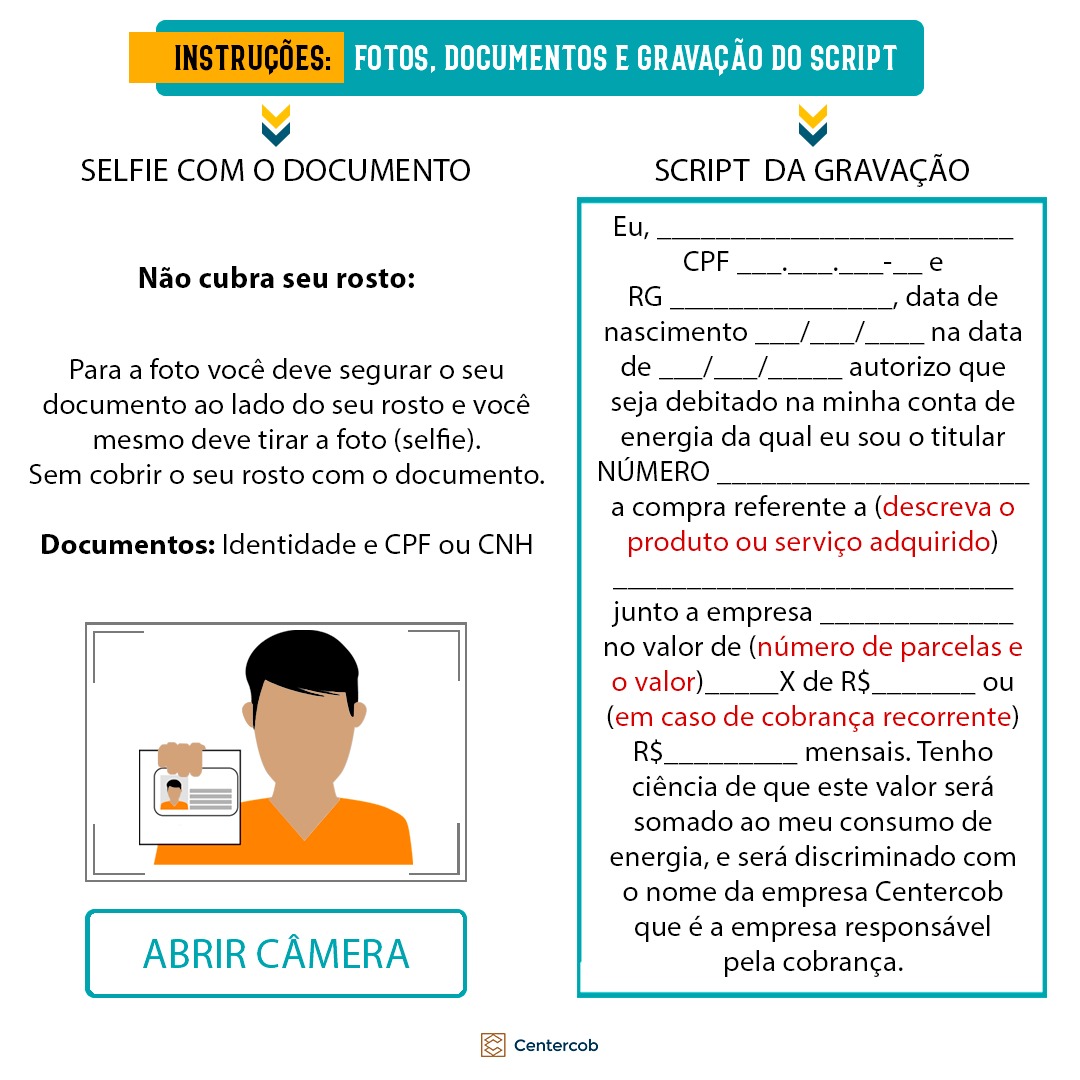 INSTRUÇÕES: FOTOS, DOCUMENTOS E GRAVAÇÃO DO SCRIPT
SELFIE COM O DOCUMENTO
Não cubra seu rosto:
Para a foto você deve segurar o seu
documento ao lado do seu rosto e você
mesmo deve tirar a foto (selfie).
Sem cobrir o seu rosto com o documento.
Documentos: Identidade e CPF ou CNH
ABRIR CÂMERA
SCRIPT DA GRAVAÇÃO
Eu, ________________________
CPF ___.___.___-__ e
RG _______________, data de
nascimento ___/___/____ na data
de ___/___/_____ autorizo que
seja debitado na minha conta de
energia da qual eu sou o titular
NÚMERO _____________________
a compra referente a (descreva o
produto ou serviço adquirido)
___________________________
junto a empresa _____________
no valor de (número de parcelas e
o valor)_____X de R$_______ ou
(em caso de cobrança recorrente)
R$_________ mensais. Tenho
ciência de que este valor será
somado ao meu consumo de
energia, e será discriminado com
o nome da empresa Centercob
que é a empresa responsável
pela cobrança.
Centercob